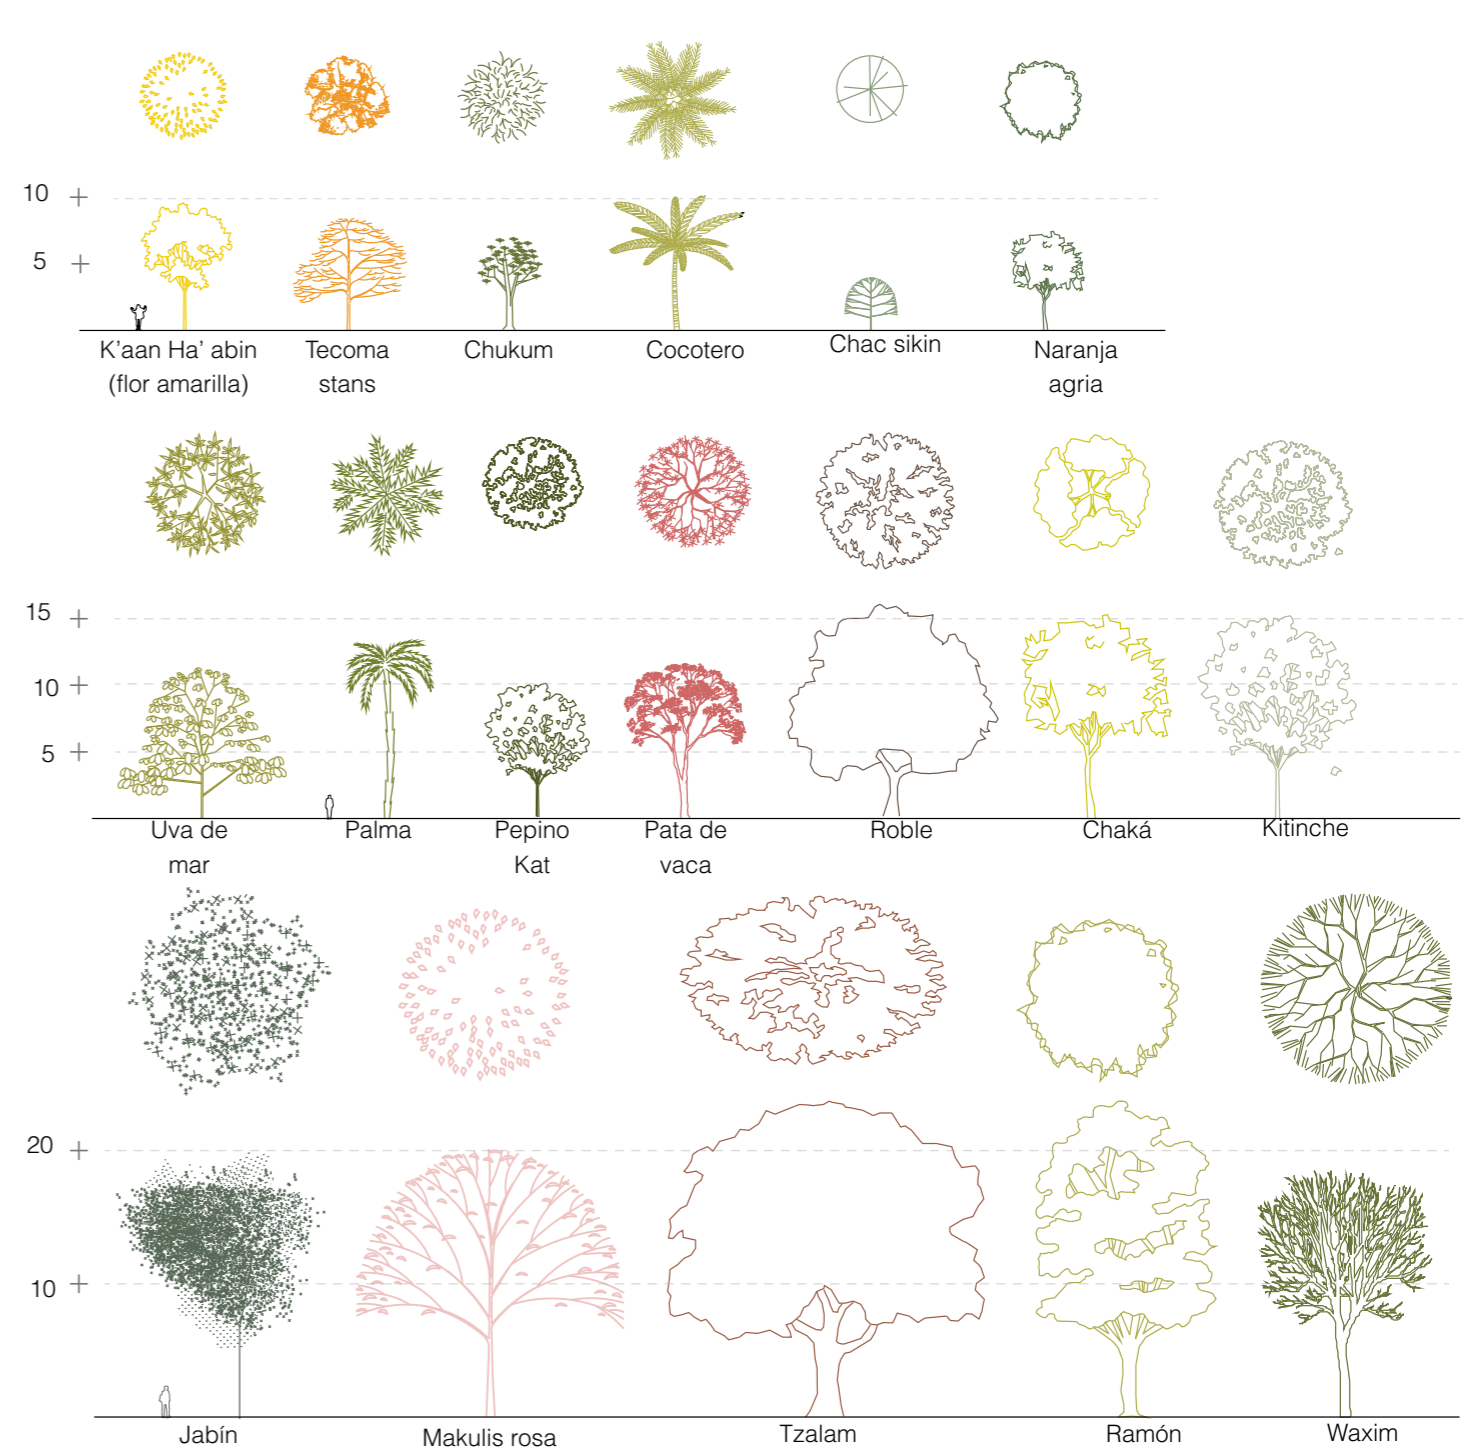 10
5
K’aan Ha’ abin
(flor amarilla)
Tecoma
stans
Chukum
Cocotero
Chac sikin
Naranja
agria
15
10
5
Uva de
mar
Palma
Pepino
Kat
Pata de
vaca
Roble
Chaká
Kitinche
20
10
Jabín
Makulis rosa
Tzalam
Ramón
Waxim